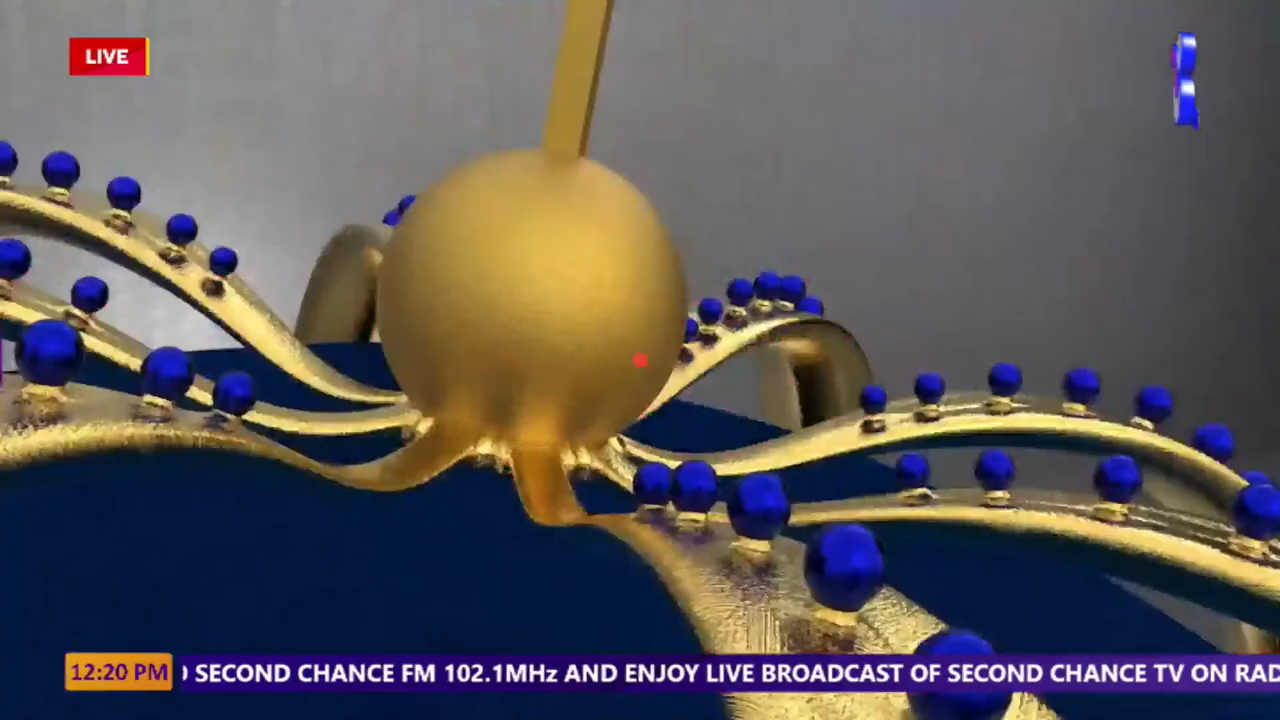 LIVE
12:20 PM SECOND CHANCE FM 102.1MHz AND ENJOY LIVE BROADCAST OF SECOND CHANCE TV ON